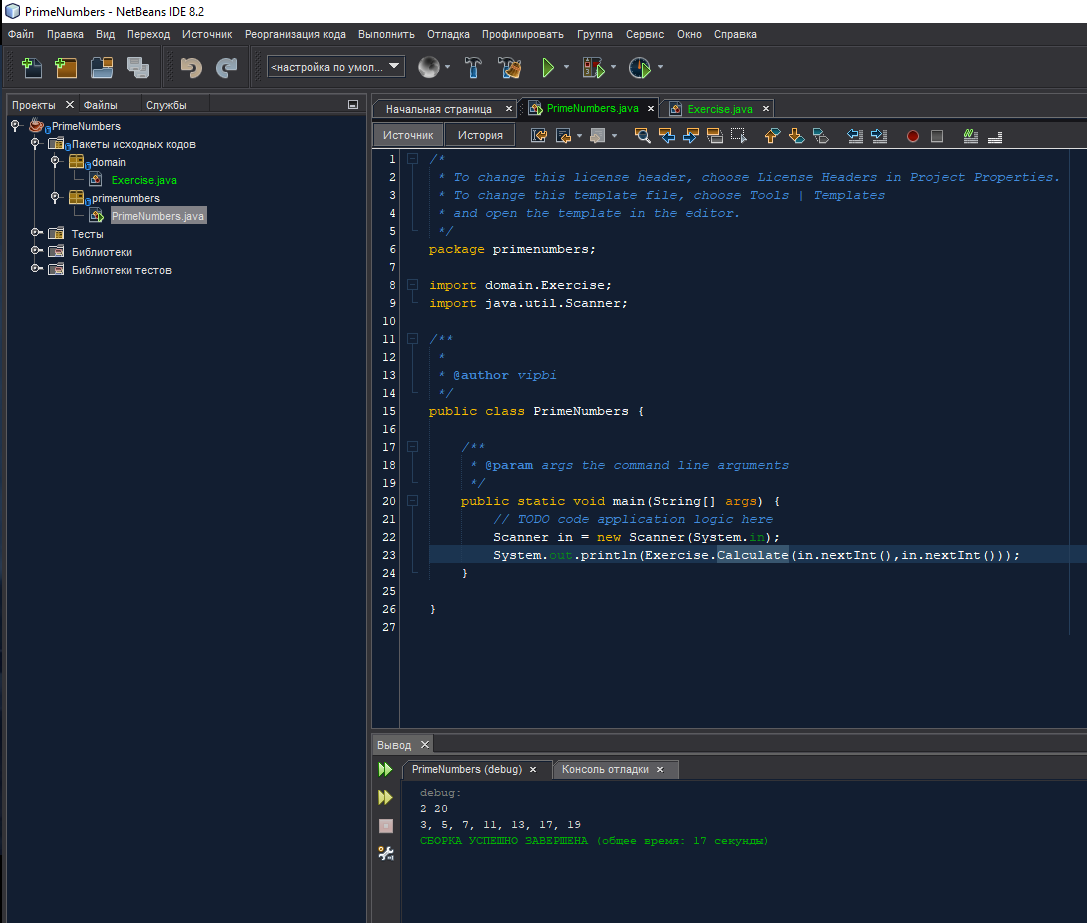 PrimeNumbers - NetBeans IDE 8.2
Файл Правка Вид Переход Источник Реорганизация кода Выполнить Отладка Профилировать Группа Сервис Окно Справка
<настройка по умол...
Проекты Файлы Службы
PrimeNumbers
Пакеты исходных кодов
domain
Exercise.java
primenumbers
PrimeNumbers.java
Тесты
Библиотеки
Библиотеки тестов
Начальная страница PrimeNumbers.java Exercise.java
Источник История
1 /*
2 * To change this license header, choose License Headers in Project Properties.
3 * To change this template file, choose Tools | Templates
4 * and open the template in the editor.
5 */
6 package primenumbers;
7
8 import domain.Exercise;
9 import java.util.Scanner;
10
11 /**
12 *
13 * @author vipbi
14 */
15 public class PrimeNumbers {
16
17 /**
18 * @param args the command line arguments
19 */
20 public static void main(String[] args) {
21 // TODO code application logic here
22 Scanner in = new Scanner(System.in);
23 System.out.println(Exercise.Calculate(in.nextInt(),in.nextInt()));
24 }
25
26 }
27
Вывод
PrimeNumbers (debug) Консоль отладки
debug:
2 20
3, 5, 7, 11, 13, 17, 19
СБОРКА УСПЕШНО ЗАВЕРШЕНА (общее время: 17 секунды)